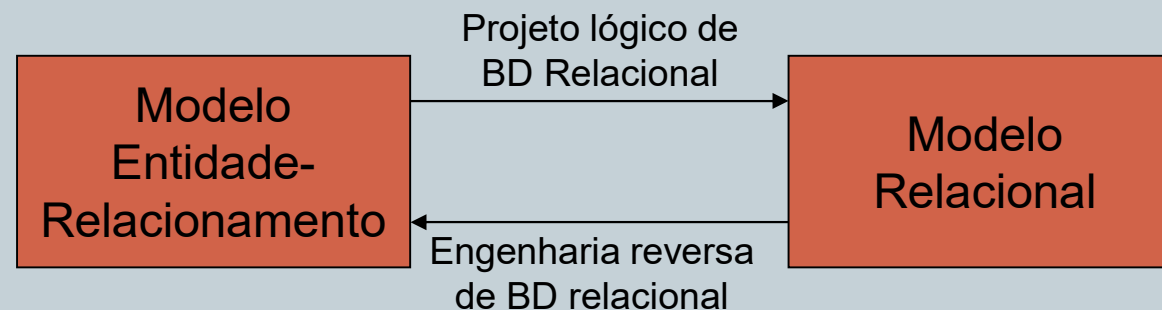 Projeto lógico de
BD Relacional
Modelo
Entidade-
Relacionamento
Modelo
Relacional
Engenharia reversa
de BD relacional